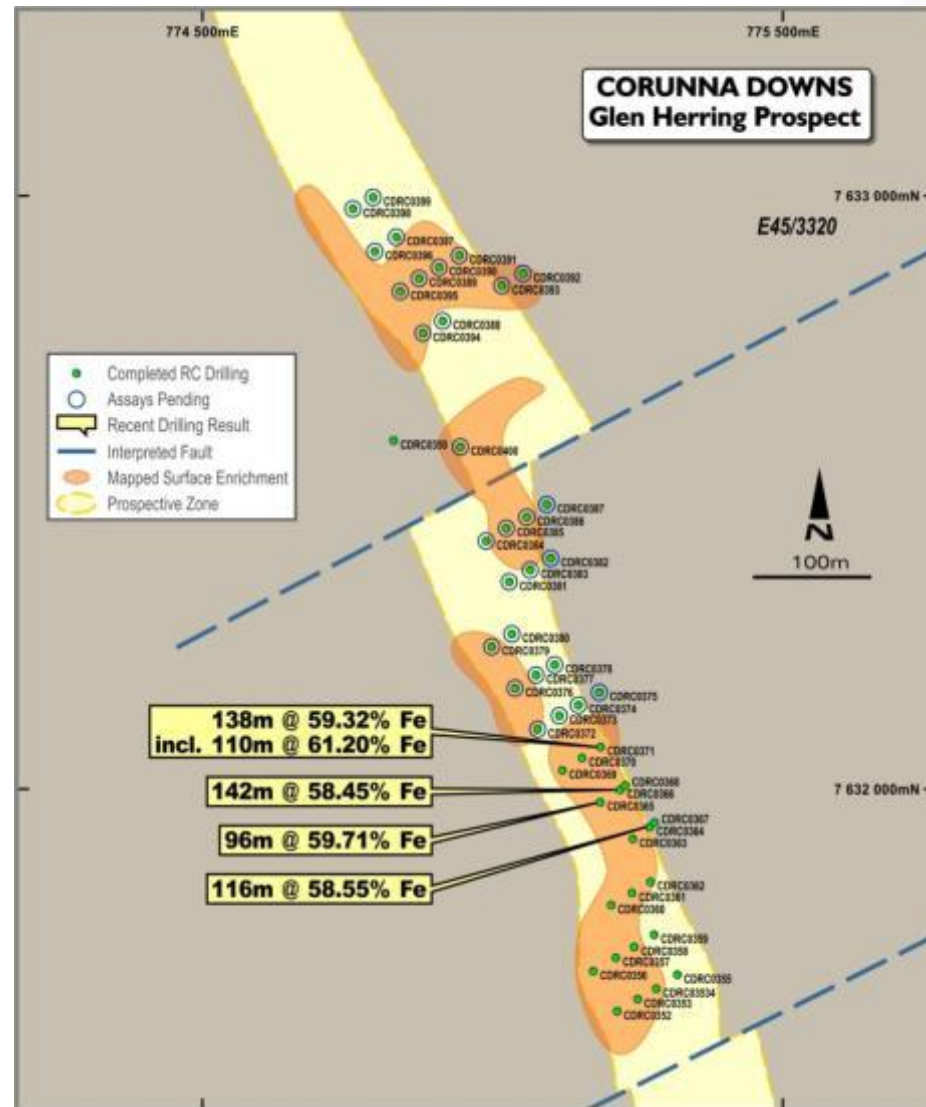 774 500mE
775 500mE
CORUNNA DOWNS
Glen Herring Prospect
7 633 000mN
E45/3320
CDRC0399
CDRC0398
CDRC0397
CDRC0396
CDRC0391
CDRC0390
CDRC0389
CDRC0395
CDRC0392
CDRC0393
CDRC0388
CDRC0394
Completed RC Drilling
Assays Pending
Recent Drilling Result
Interpreted Fault
Mapped Surface Enrichment
Prospective Zone
CDRC0400
N
100m
CDRC0387
CDRC0386
CDRC0385
CDRC0384
CDRC0382
CDRC0383
CDRC0381
CDRC0380
CDRC0379
CDRC0378
CDRC0377
CDRC0376
CDRC0375
CDRC0374
CDRC0373
CDRC0372
138m @ 59.32% Fe
incl. 110m @ 61.20% Fe
142m @ 58.45% Fe
96m @ 59.71% Fe
116m @ 58.55% Fe
CDRC0371
CDRC0370
CDRC0369
CDRC0368
CDRC0366
CDRC0365
7 632 000mN
CDRC0367
CDRC0364
CDRC0363
CDRC0362
CDRC0361
CDRC0360
CDRC0359
CDRC0358
CDRC0357
CDRC0356
CDRC0355
CDRC03534
CDRC0353
CDRC0352